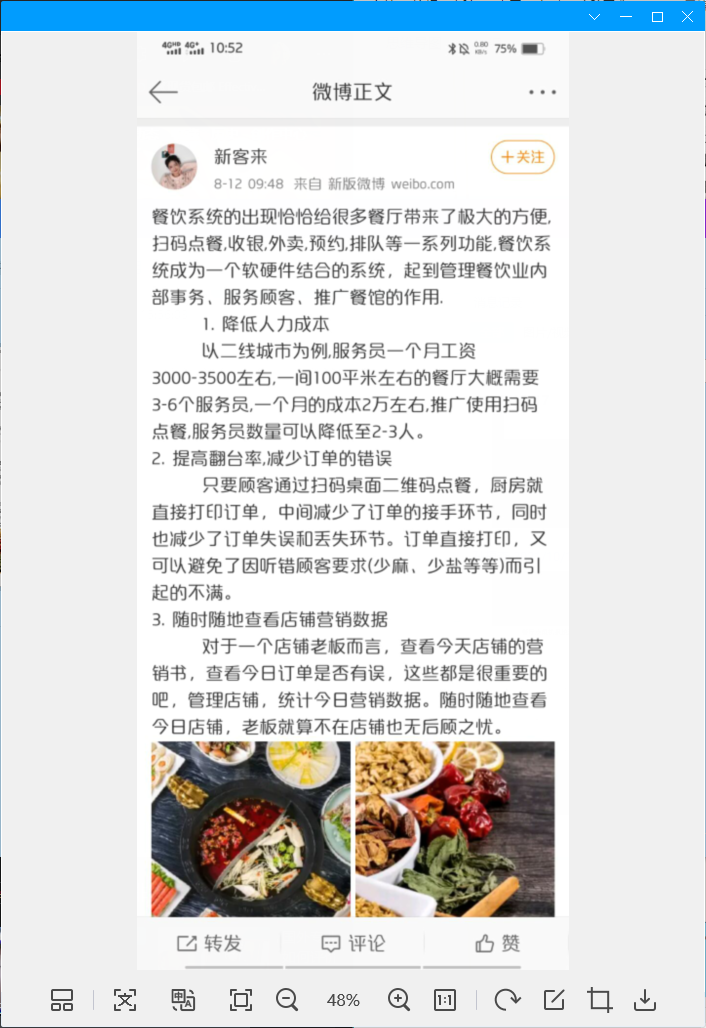 4GHD 4G+ 10:52 0.80 KB/s 75%
微博正文
新客来
+关注
8-12 09:48 来自 新版微博 weibo.com
餐饮系统的出现恰恰给很多餐厅带来了极大的方便,
扫码点餐,收银,外卖,预约,排队等一系列功能,餐饮系
统成为一个软硬件结合的系统，起到管理餐饮业内
部事务、服务顾客、推广餐馆的作用.
1. 降低人力成本
以二线城市为例,服务员一个月工资
3000-3500左右,一间100平米左右的餐厅大概需要
3-6个服务员,一个月的成本2万左右,推广使用扫码
点餐,服务员数量可以降低至2-3人。
2. 提高翻台率,减少订单的错误
只要顾客通过扫码桌面二维码点餐，厨房就
直接打印订单，中间减少了订单的接手环节，同时
也减少了订单失误和丢失环节。订单直接打印，又
可以避免了因听错顾客要求(少麻、少盐等等)而引
起的不满。
3. 随时随地查看店铺营销数据
对于一个店铺老板而言，查看今天店铺的营
销书，查看今日订单是否有误，这些都是很重要的
吧，管理店铺，统计今日营销数据。随时随地查看
今日店铺，老板就算不在店铺也无后顾之忧。
转发 评论 赞
48% 1:1